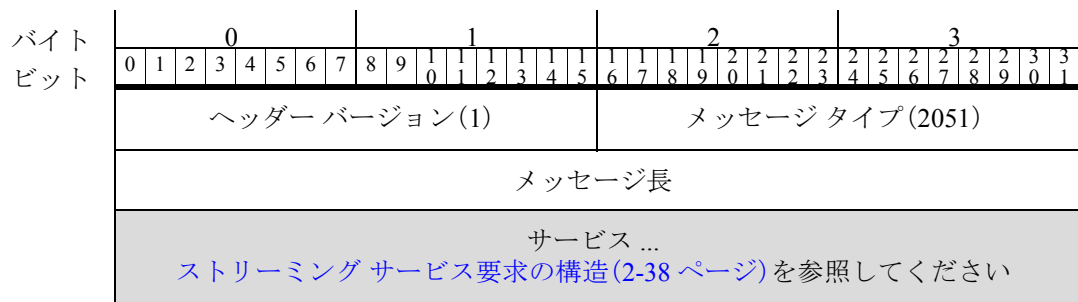 バイト 0 1 2 3
ビット 0 1 2 3 4 5 6 7 8 9 10 11 12 13 14 15 16 17 18 19 20 21 22 23 24 25 26 27 28 29 30 31
ヘッダー バージョン(1) メッセージ タイプ(2051)
メッセージ長
サービス ...
ストリーミング サービス要求の構造(2-38 ページ)を参照してください